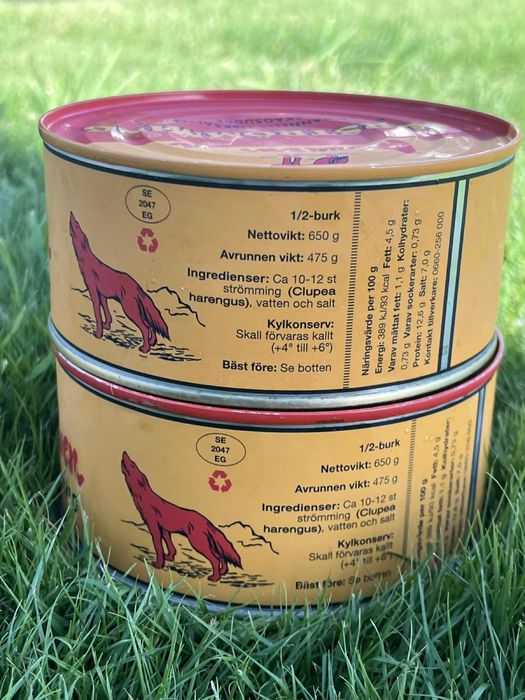 SE
2047
EG
1/2-burk
Nettovikt: 650 g
Avrunnen vikt: 475 g
Ingredienser: Ca 10-12 st
strömming (Clupea
harengus), vatten och salt
Kylkonserv:
Skall förvaras kallt
(+4° till +6°)
Bäst före: Se botten
Näringsvärde per 100 g
Energi: 389 kJ/93 kcal Fett: 4,5 g
Varav mättat fett: 1,1 g Kolhydrater:
0,73 g Varav sockerarter: 0,73 g
Protein: 12,6 g Salt: 7,0 g
Kontakt tillverkare: 0660-256 000
SE
2047
EG
1/2-burk
Nettovikt: 650 g
Avrunnen vikt: 475 g
Ingredienser: Ca 10-12 st
strömming (Clupea
harengus), vatten och salt
Kylkonserv:
Skall förvaras kallt
(+4° till +6°)
Bäst före: Se botten